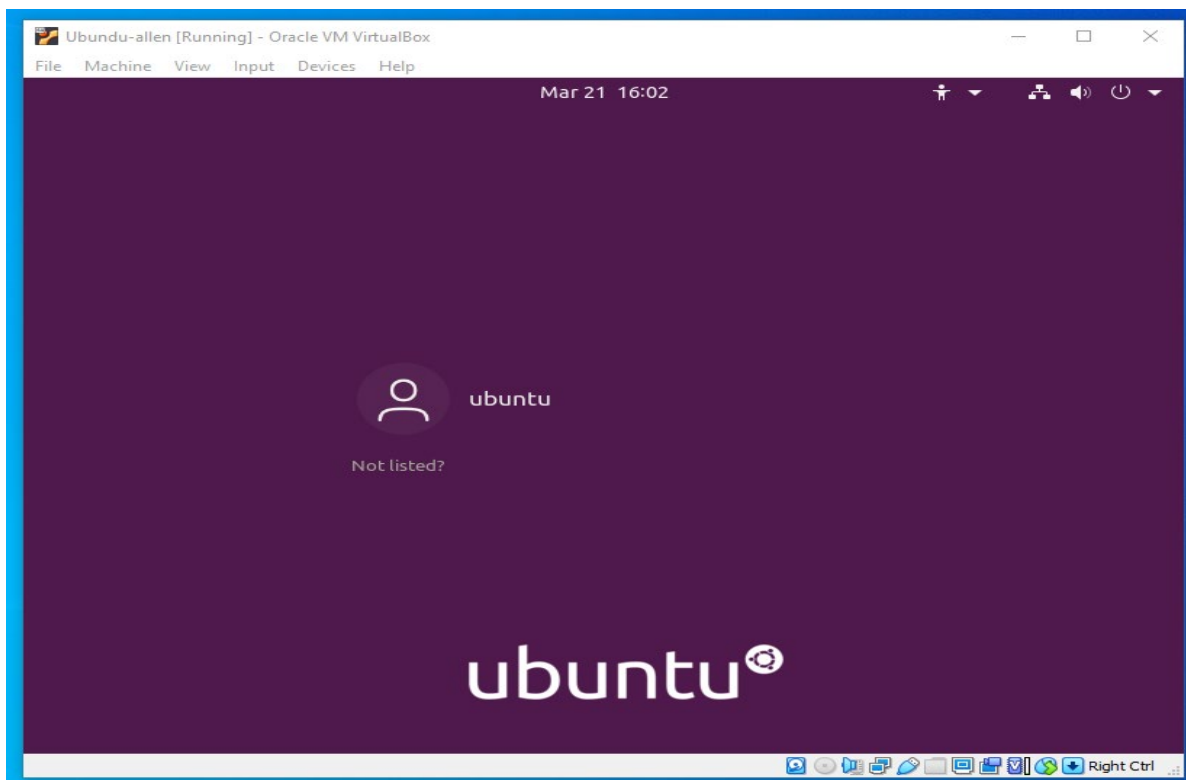 Ubundu-allen [Running] - Oracle VM VirtualBox
File Machine View Input Devices Help
Mar 21 16:02
ubuntu
Not listed?
ubuntu
Right Ctrl